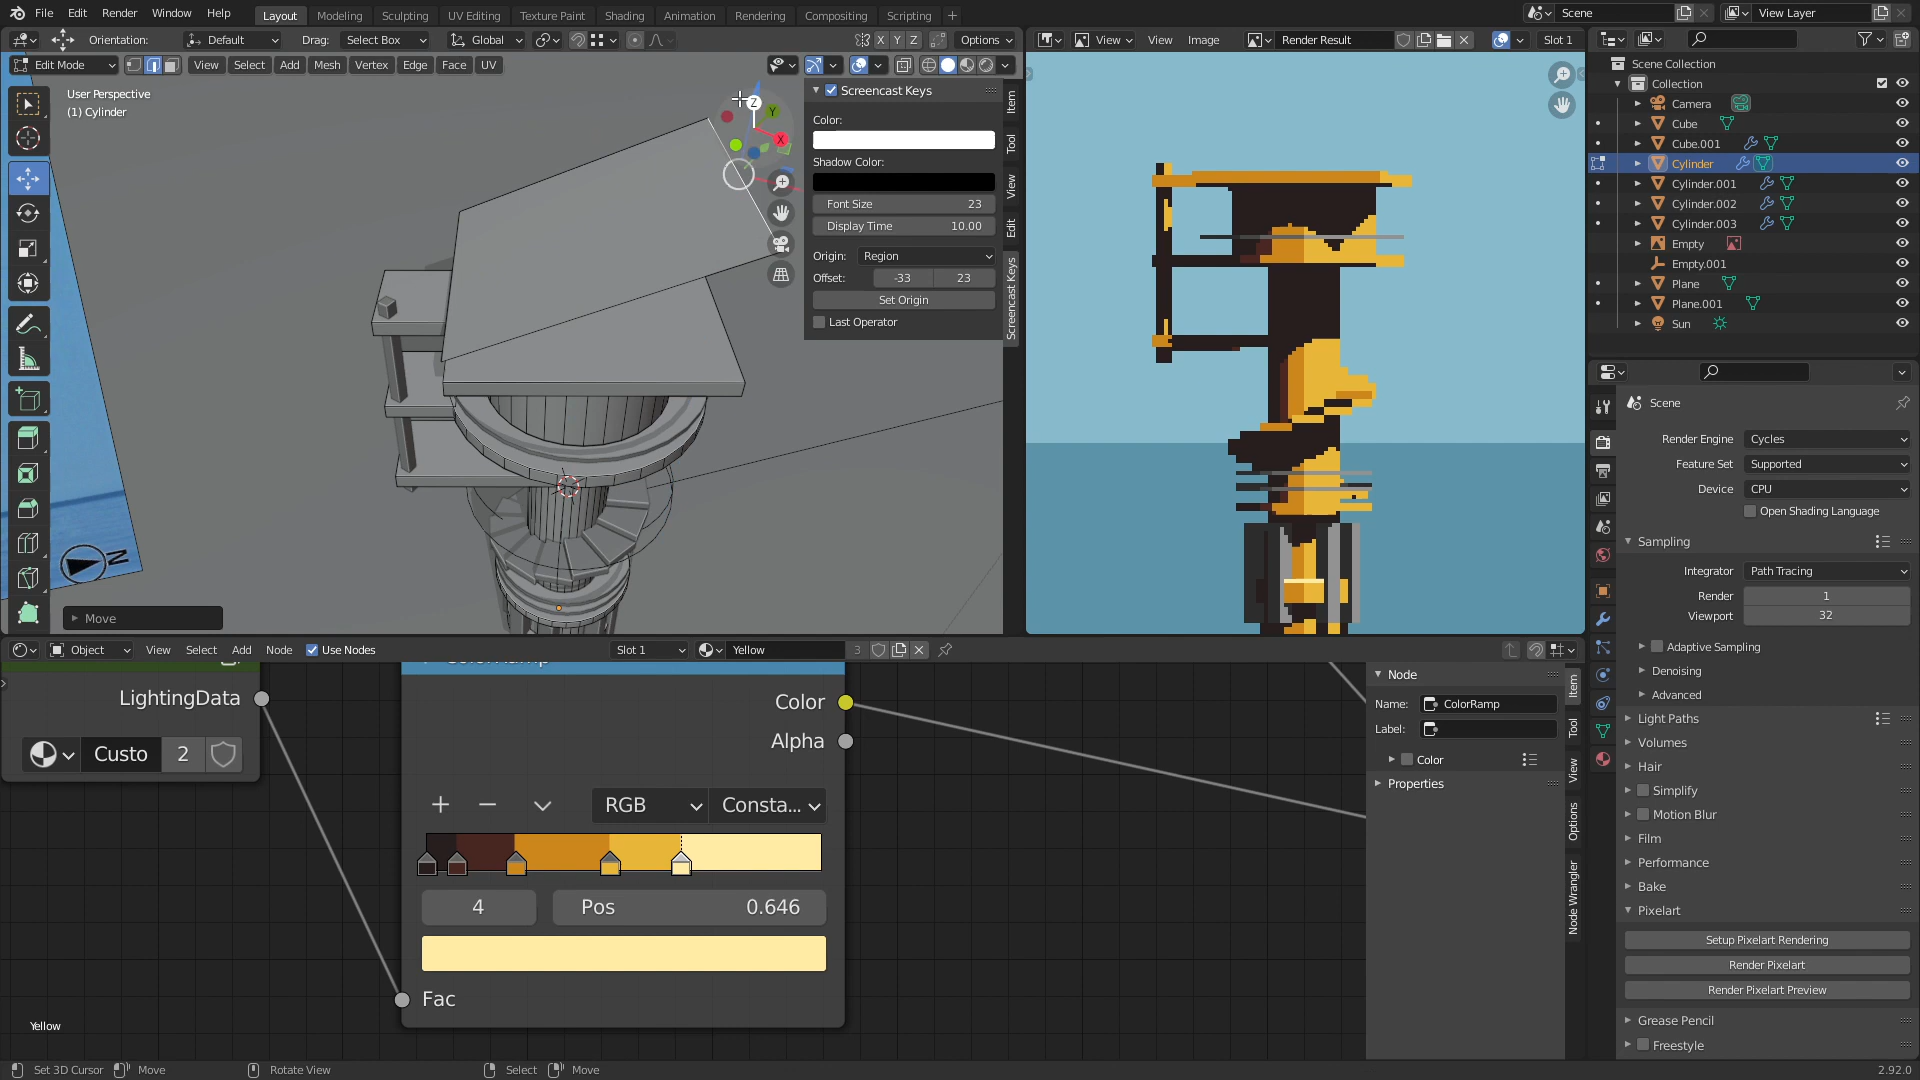 File Edit Render Window Help Layout Modeling Sculpting UV Editing Texture Paint Shading Animation Rendering Compositing Scripting + Scene View Layer
Orientation: Default Drag: Select Box Global X Y Z Options View View Image Render Result Slot 1
Edit Mode View Select Add Mesh Vertex Edge Face UV
User Perspective
(1) Cylinder
Z
Y
X
Screencast Keys
Color:
Shadow Color:
Font Size 23
Display Time 10.00
Origin: Region
Offset: -33 23
Set Origin
Last Operator
Item
Tool
View
Edit
Screencast Keys
N
Move
Scene Collection
Collection
Camera
Cube
Cube.001
Cylinder
Cylinder.001
Cylinder.002
Cylinder.003
Empty
Empty.001
Plane
Plane.001
Sun
Scene
Render Engine Cycles
Feature Set Supported
Device CPU
Open Shading Language
Sampling
Integrator Path Tracing
Render 1
Viewport 32
Adaptive Sampling
Denoising
Advanced
Light Paths
Volumes
Hair
Simplify
Motion Blur
Film
Performance
Bake
Pixelart
Setup Pixelart Rendering
Render Pixelart
Render Pixelart Preview
Grease Pencil
Freestyle
Object View Select Add Node Use Nodes Slot 1 Yellow 3
ColorRamp
LightingData
Custo 2
Color
Alpha
RGB Consta...
4 Pos 0.646
Fac
Yellow
Node
Name: ColorRamp
Label:
Color
Properties
Item
Tool
View
Options
Node Wrangler
Set 3D Cursor Move Rotate View Select Move 2.92.0